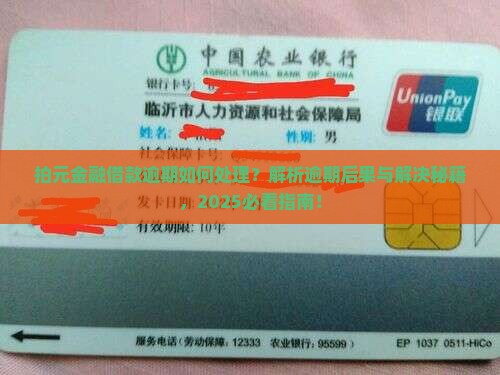 中国农业银行
AGRICULTURAL BANK OF CHINA
银行卡号:
UnionPay
银联
临沂市人力资源和社会保障局
姓名:
性别: 男
社会保障号:
拍元金融借款逾期如何处理?解析逾期后果与解决秘籍
,2025必看指南!
发卡日期:
有效期限: 10年
服务电话(劳动保障: 12333 农业银行: 95599)
EP 1037 0511-HiCo